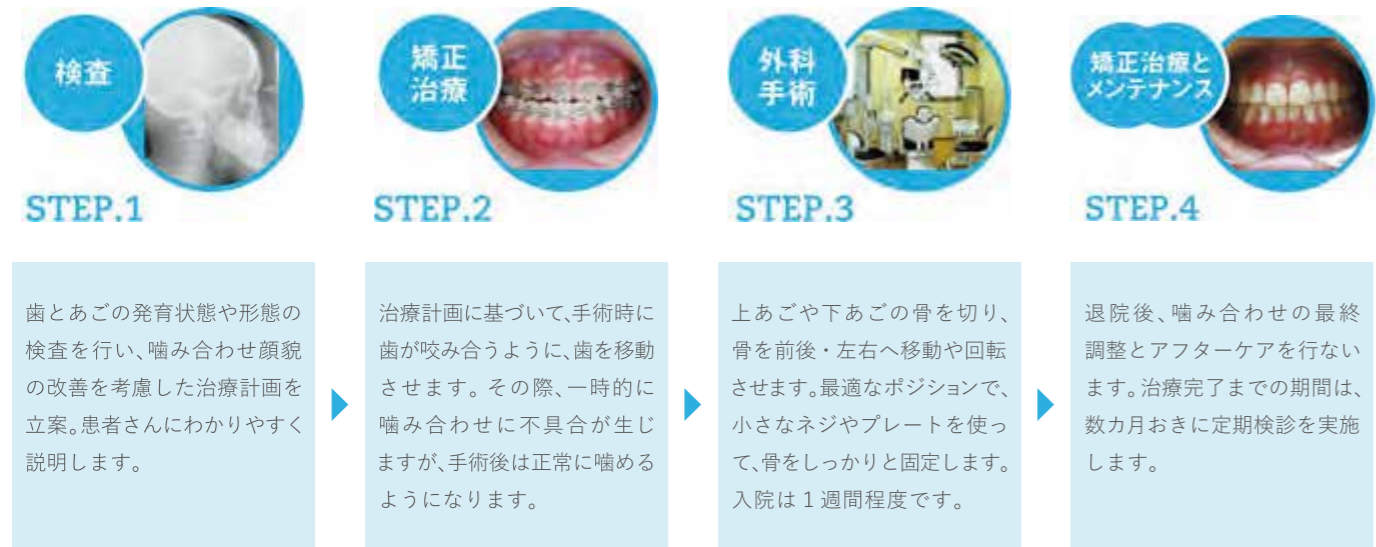 検査
STEP.1
歯とあごの発育状態や形態の
検査を行い、噛み合わせ顔貌
の改善を考慮した治療計画を
立案。患者さんにわかりやすく
説明します。
矯正
治療
STEP.2
治療計画に基づいて、手術時に
歯が咬み合うように、歯を移動
させます。その際、一時的に
噛み合わせに不具合が生じ
ますが、手術後は正常に噛める
ようになります。
外科
手術
STEP.3
上あごや下あごの骨を切り、
骨を前後・左右へ移動や回転
させます。最適なポジションで、
小さなネジやプレートを使っ
て、骨をしっかりと固定します。
入院は1週間程度です。
矯正治療と
メンテナンス
STEP.4
退院後、噛み合わせの最終
調整とアフターケアを行ない
ます。治療完了までの期間は、
数カ月おきに定期検診を実施
します。